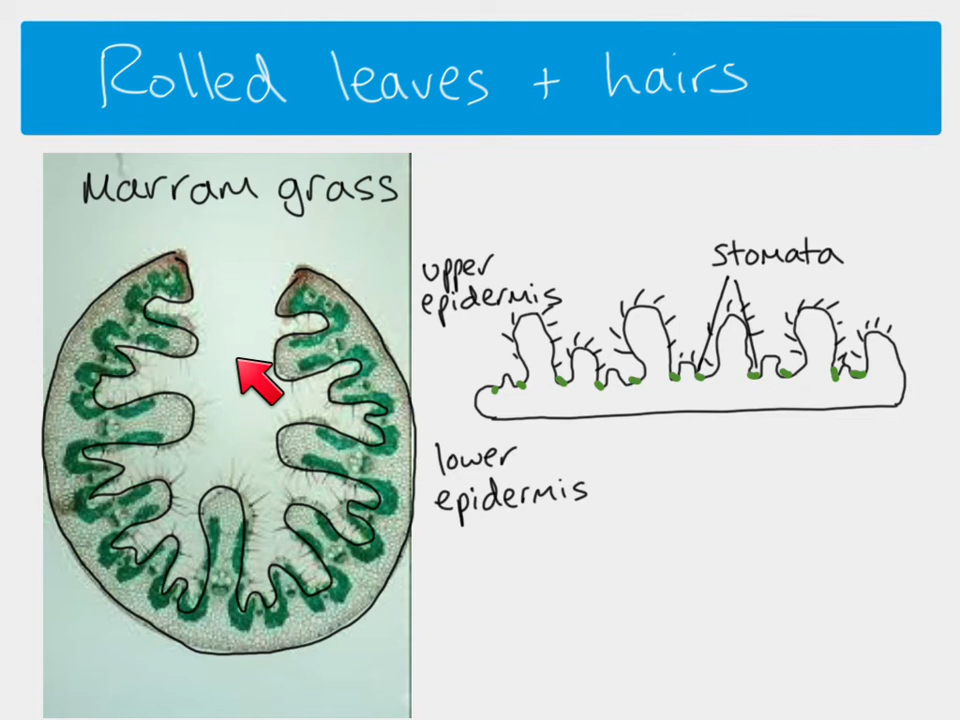 Rolled leaves + hairs
Marram grass
upper
epidermis
stomata
lower
epidermis